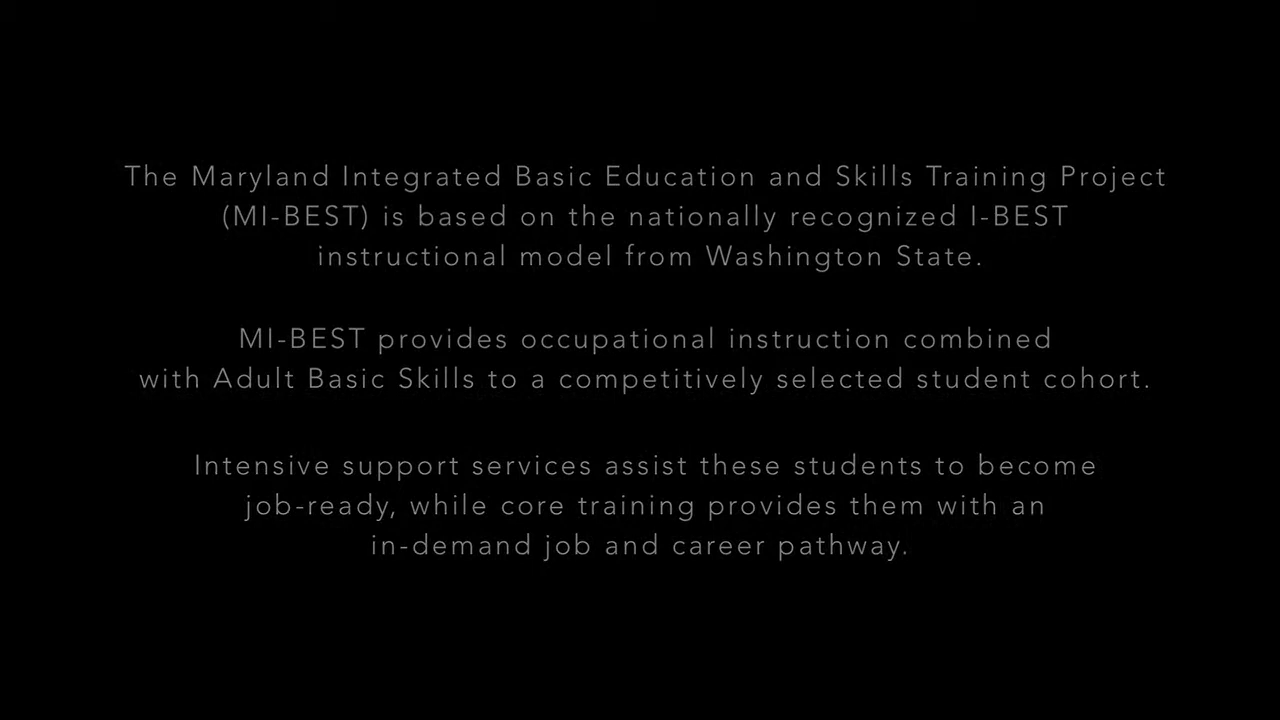 The Maryland Integrated Basic Education and Skills Training Project
(MI-BEST) is based on the nationally recognized I-BEST
instructional model from Washington State.
MI-BEST provides occupational instruction combined
with Adult Basic Skills to a competitively selected student cohort.
Intensive support services assist these students to become
job-ready, while core training provides them with an
in-demand job and career pathway.